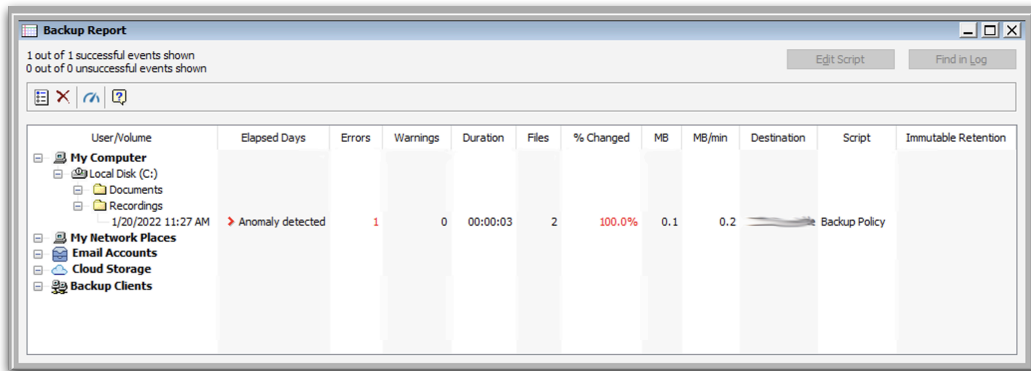 Backup Report
1 out of 1 successful events shown
0 out of 0 unsuccessful events shown
Edit Script Find in Log
User/Volume Elapsed Days Errors Warnings Duration Files % Changed MB MB/min Destination Script Immutable Retention
My Computer
Local Disk (C:)
Documents
Recordings
1/20/2022 11:27 AM Anomaly detected 1 0 00:00:03 2 100.0% 0.1 0.2 Backup Policy
My Network Places
Email Accounts
Cloud Storage
Backup Clients